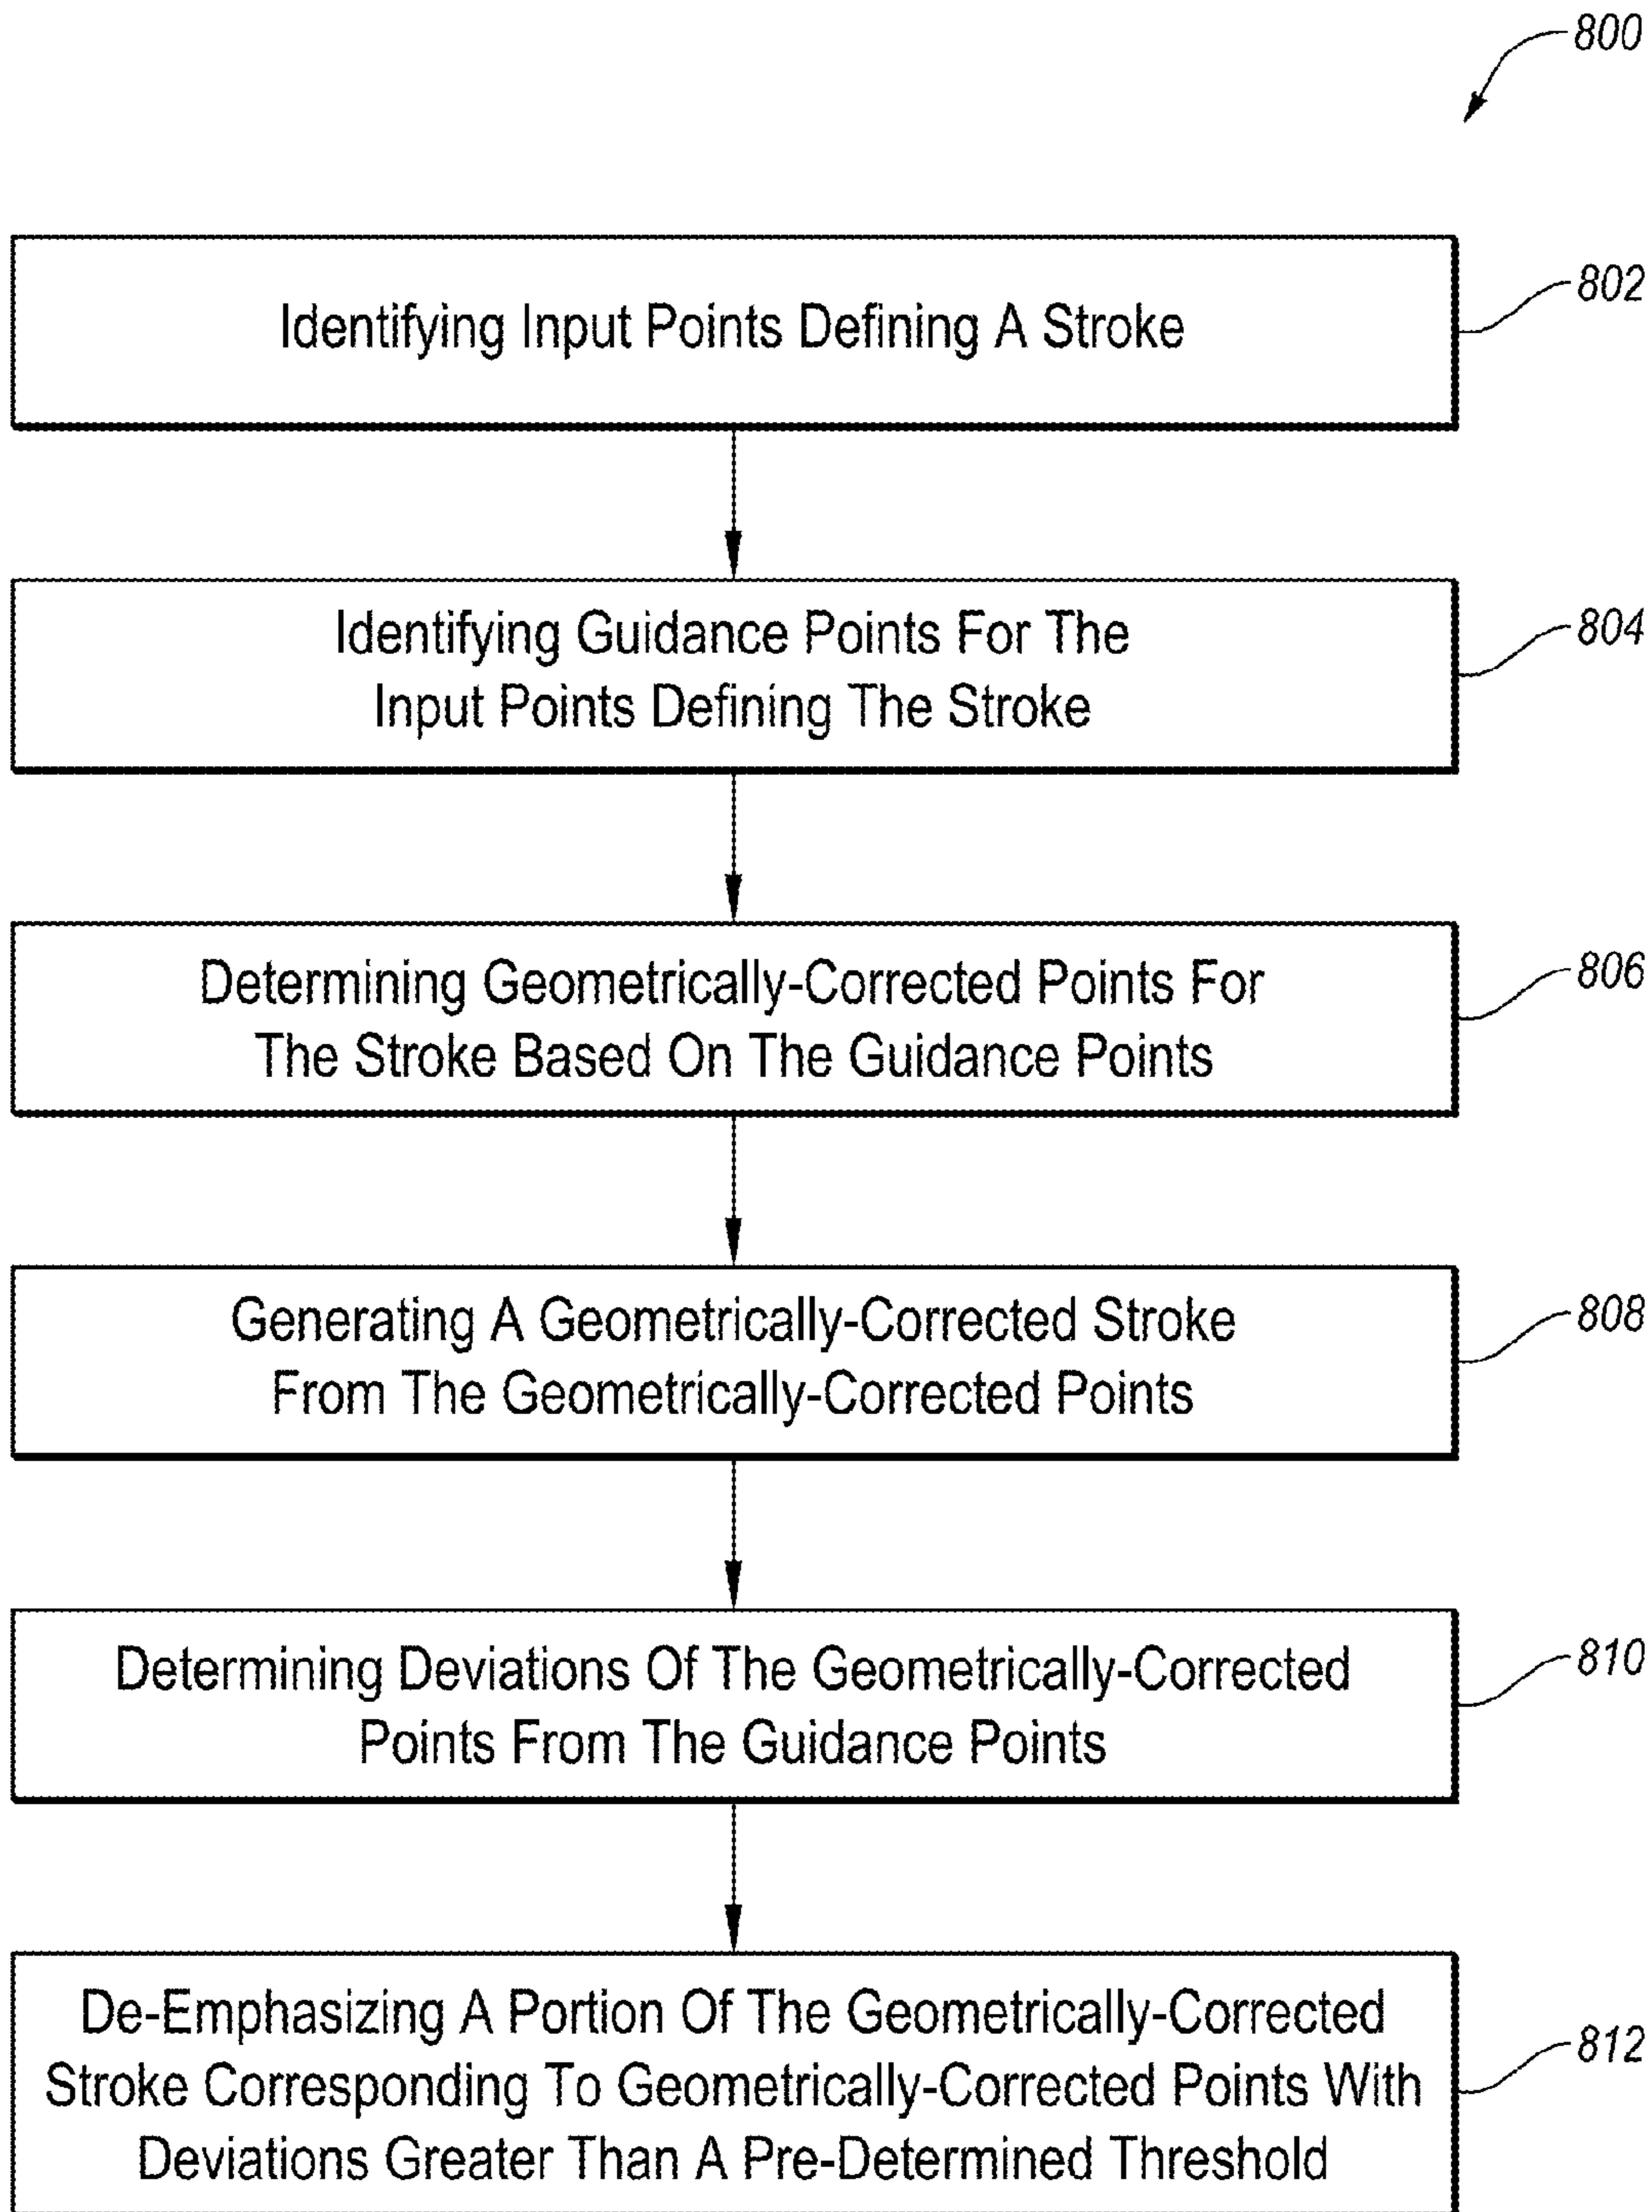 800
Identifying Input Points Defining A Stroke
802
Identifying Guidance Points For The
Input Points Defining The Stroke
804
Determining Geometrically-Corrected Points For
The Stroke Based On The Guidance Points
806
Generating A Geometrically-Corrected Stroke
From The Geometrically-Corrected Points
808
Determining Deviations Of The Geometrically-Corrected
Points From The Guidance Points
810
De-Emphasizing A Portion Of The Geometrically-Corrected
Stroke Corresponding To Geometrically-Corrected Points With
Deviations Greater Than A Pre-Determined Threshold
812